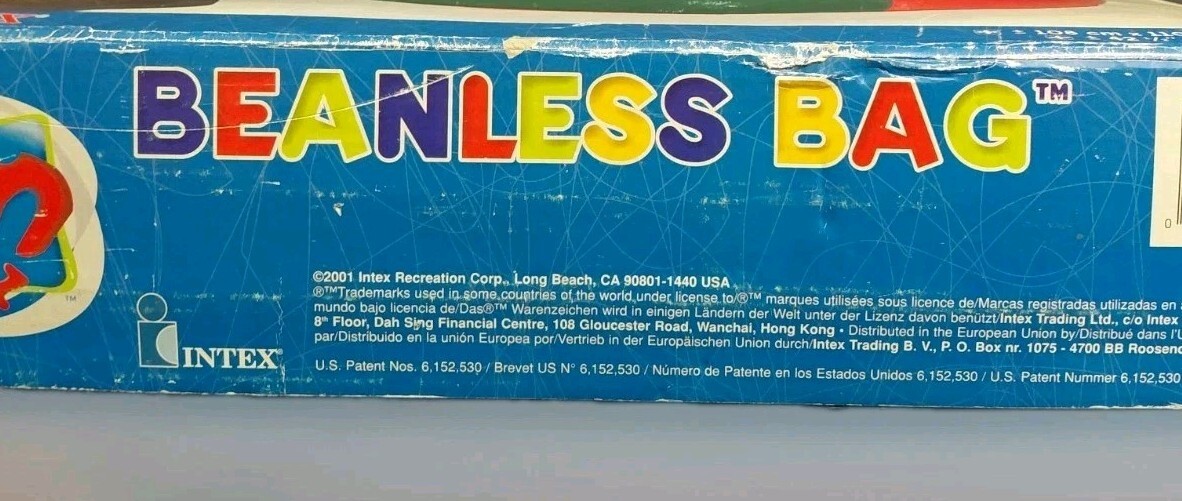 BEANLESS BAG™
©2001 Intex Recreation Corp., Long Beach, CA 90801-1440 USA
®™Trademarks used in some countries of the world under license to/®™ marques utilisées sous licence de/Marcas registradas utilizadas en
mundo bajo licencia de/Das®™ Warenzeichen wird in einigen Ländern der Welt unter der Lizenz davon benützt/Intex Trading Ltd., c/o Intex
8th Floor, Dah Sing Financial Centre, 108 Gloucester Road, Wanchai, Hong Kong • Distributed in the European Union by/Distribué dans l'U
par/Distribuido en la unión Europea por/Vertrieb in der Europäischen Union durch/Intex Trading B. V., P. O. Box nr. 1075 - 4700 BB Roosen
U.S. Patent Nos. 6,152,530 / Brevet US N° 6,152,530 / Número de Patente en los Estados Unidos 6,152,530 / U.S. Patent Nummer 6,152,530
INTEX®
TM
0